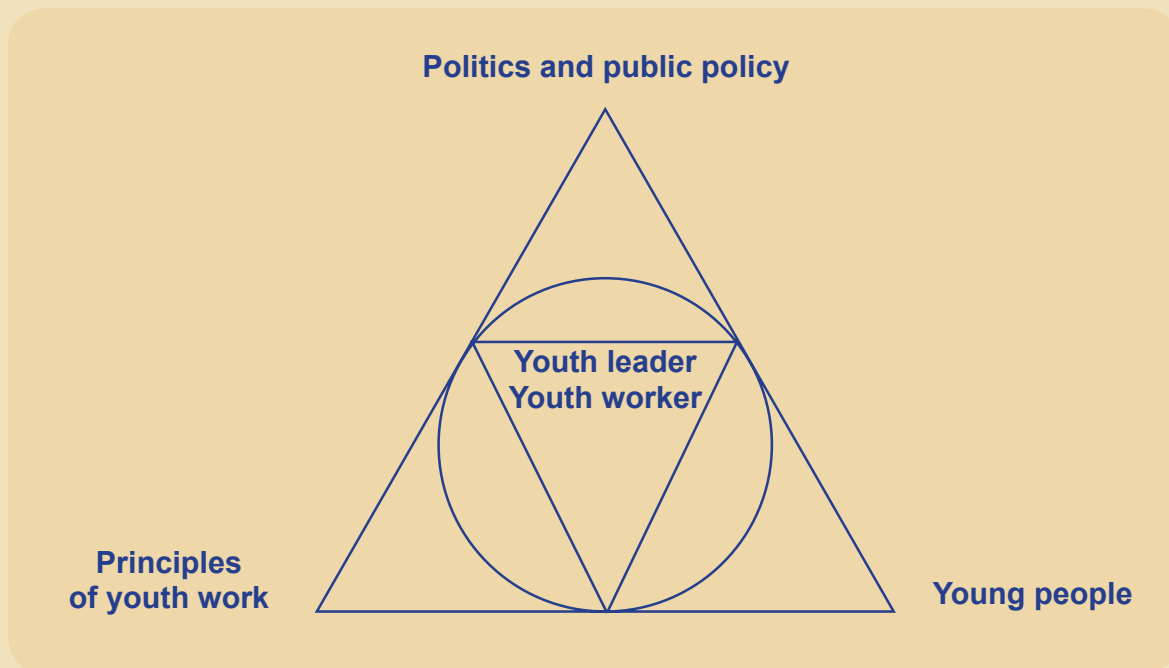 Politics and public policy
Youth leader
Youth worker
Principles
of youth work
Young people